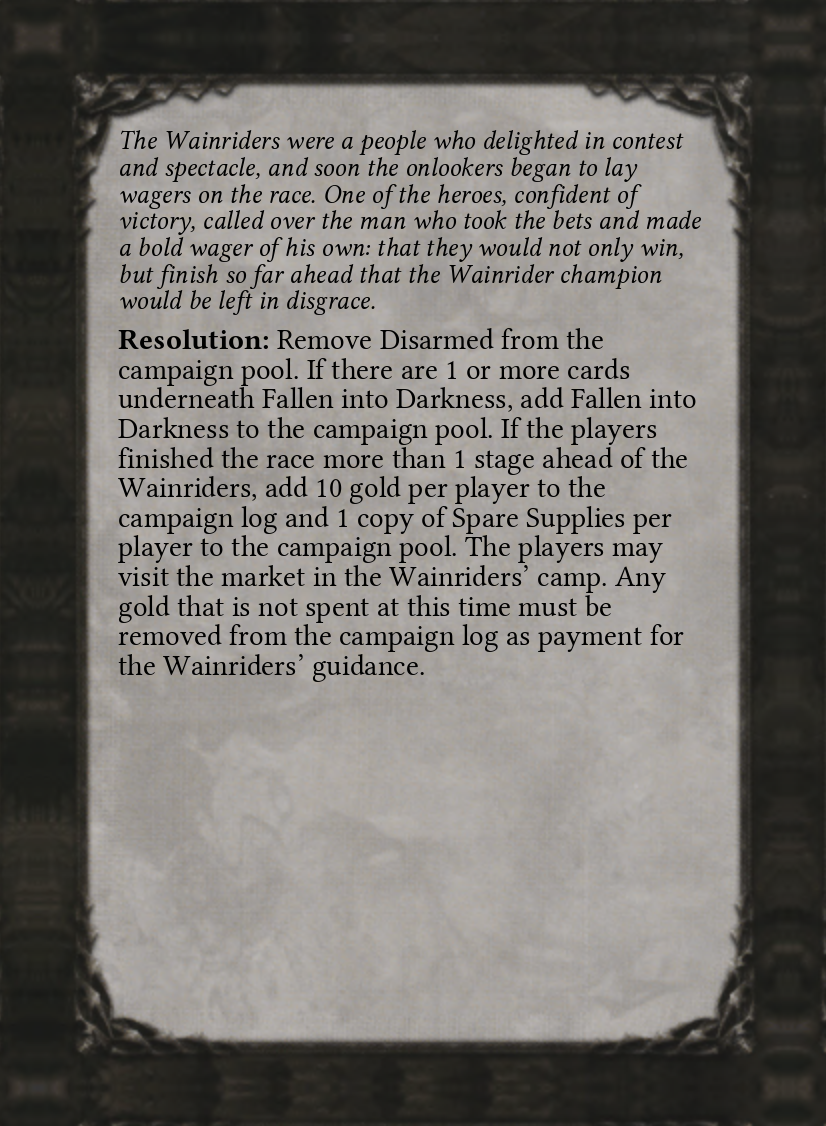 The Wainriders were a people who delighted in contest
and spectacle, and soon the onlookers began to lay
wagers on the race. One of the heroes, confident of
victory, called over the man who took the bets and made
a bold wager of his own: that they would not only win,
but finish so far ahead that the Wainrider champion
would be left in disgrace.
Resolution: Remove Disarmed from the
campaign pool. If there are 1 or more cards
underneath Fallen into Darkness, add Fallen into
Darkness to the campaign pool. If the players
finished the race more than 1 stage ahead of the
Wainriders, add 10 gold per player to the
campaign log and 1 copy of Spare Supplies per
player to the campaign pool. The players may
visit the market in the Wainriders’ camp. Any
gold that is not spent at this time must be
removed from the campaign log as payment for
the Wainriders’ guidance.